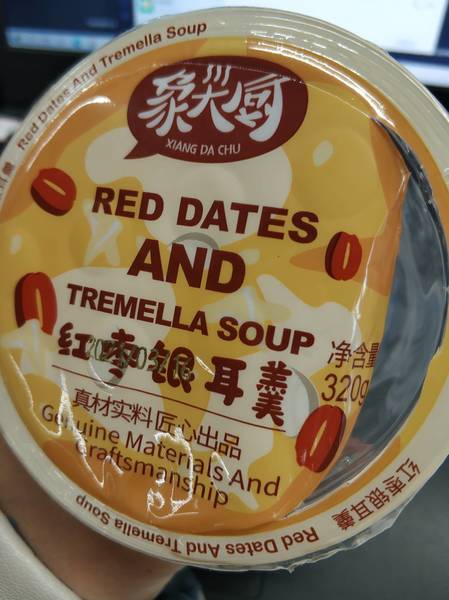 Red Dates And Tremella Soup
象大厨
XIANG DA CHU
RED DATES
AND
TREMELLA SOUP
红枣银耳羹
净含量
320g
真材实料 匠心出品
Genuine Materials And
Craftsmanship
红枣银耳羹
Red Dates And Tremella Soup